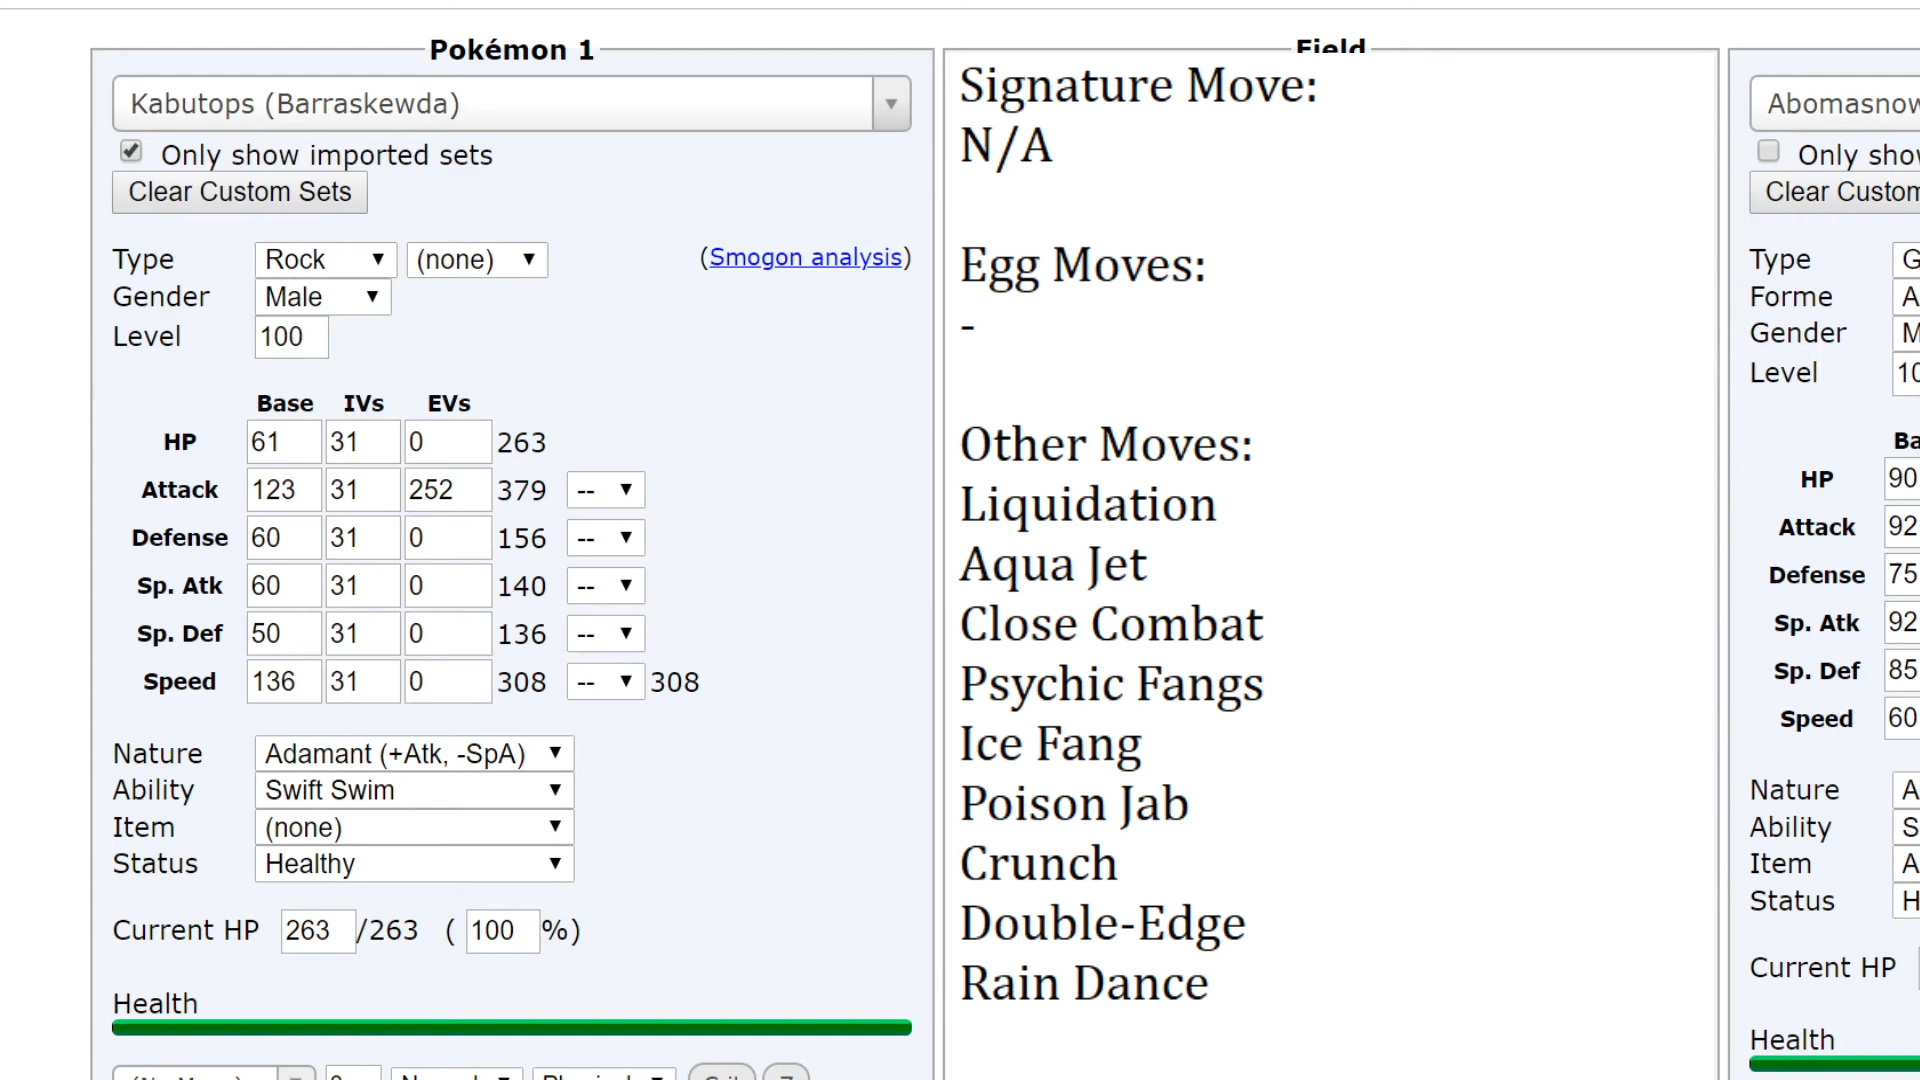 Pokémon 1
Kabutops (Barraskewda)
Only show imported sets
Clear Custom Sets
Type Rock (none) (Smogon analysis)
Gender Male
Level 100
Base IVs EVs
HP 61 31 0 263
Attack 123 31 252 379 --
Defense 60 31 0 156 --
Sp. Atk 60 31 0 140 --
Sp. Def 50 31 0 136 --
Speed 136 31 0 308 -- 308
Nature Adamant (+Atk, -SpA)
Ability Swift Swim
Item (none)
Status Healthy
Current HP 263/263 ( 100 %)
Health
Field
Signature Move:
N/A
Egg Moves:
-
Other Moves:
Liquidation
Aqua Jet
Close Combat
Psychic Fangs
Ice Fang
Poison Jab
Crunch
Double-Edge
Rain Dance
Abomasnow
Only show
Clear Custom
Type G
Forme A
Gender M
Level 10
Ba
HP 90
Attack 92
Defense 75
Sp. Atk 92
Sp. Def 85
Speed 60
Nature A
Ability S
Item A
Status H
Current HP
Health